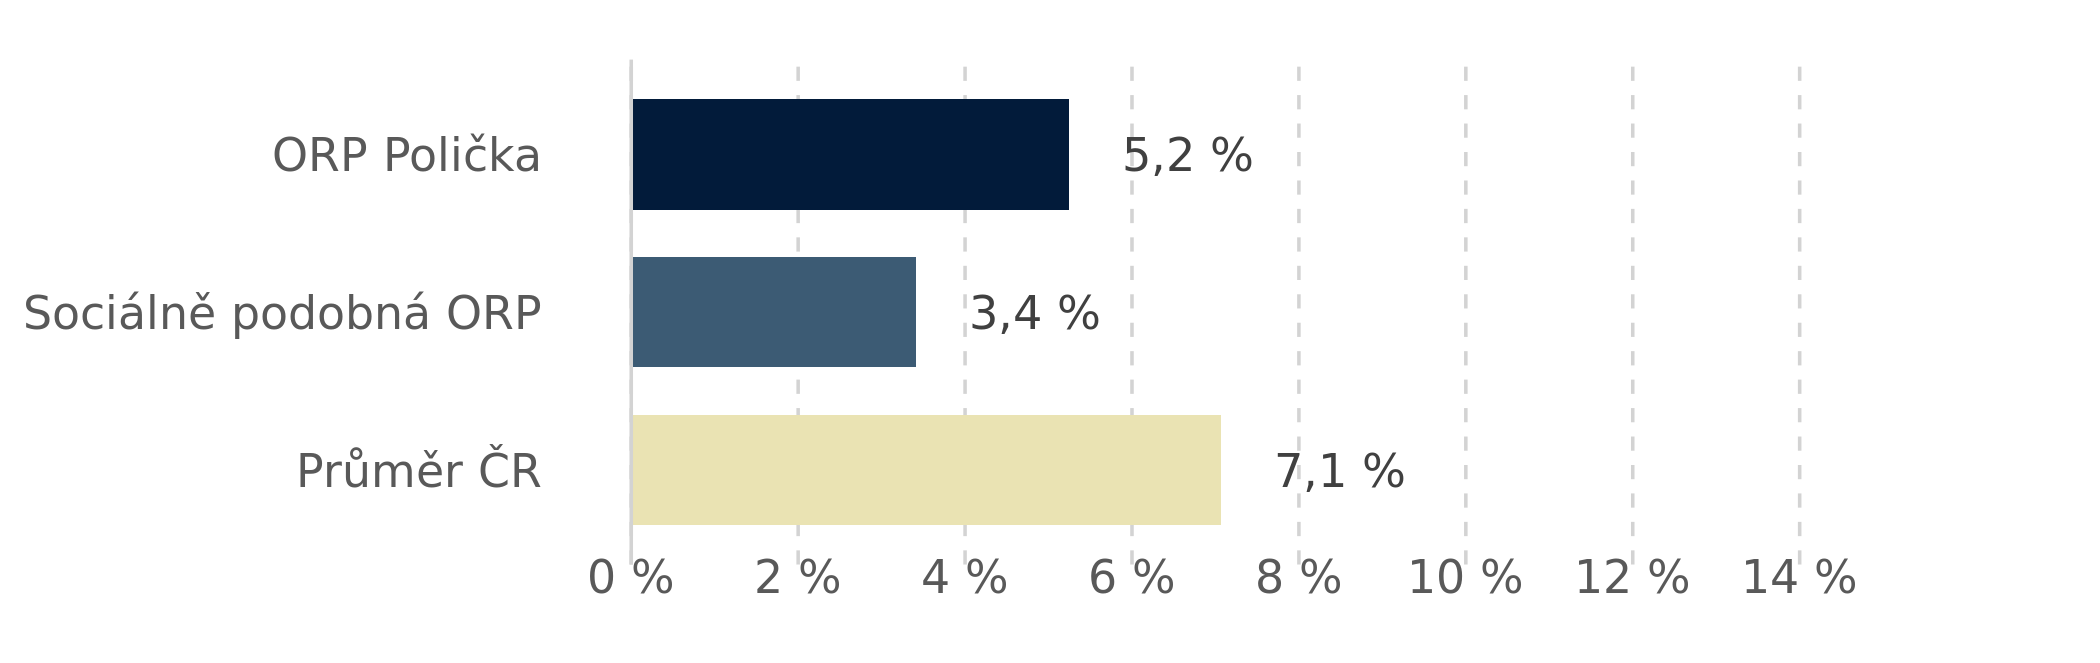 ORP Polička
5,2 %
Sociálně podobná ORP
3,4 %
Průměr ČR
7,1 %
0 % 2 % 4 % 6 % 8 % 10 % 12 % 14 %